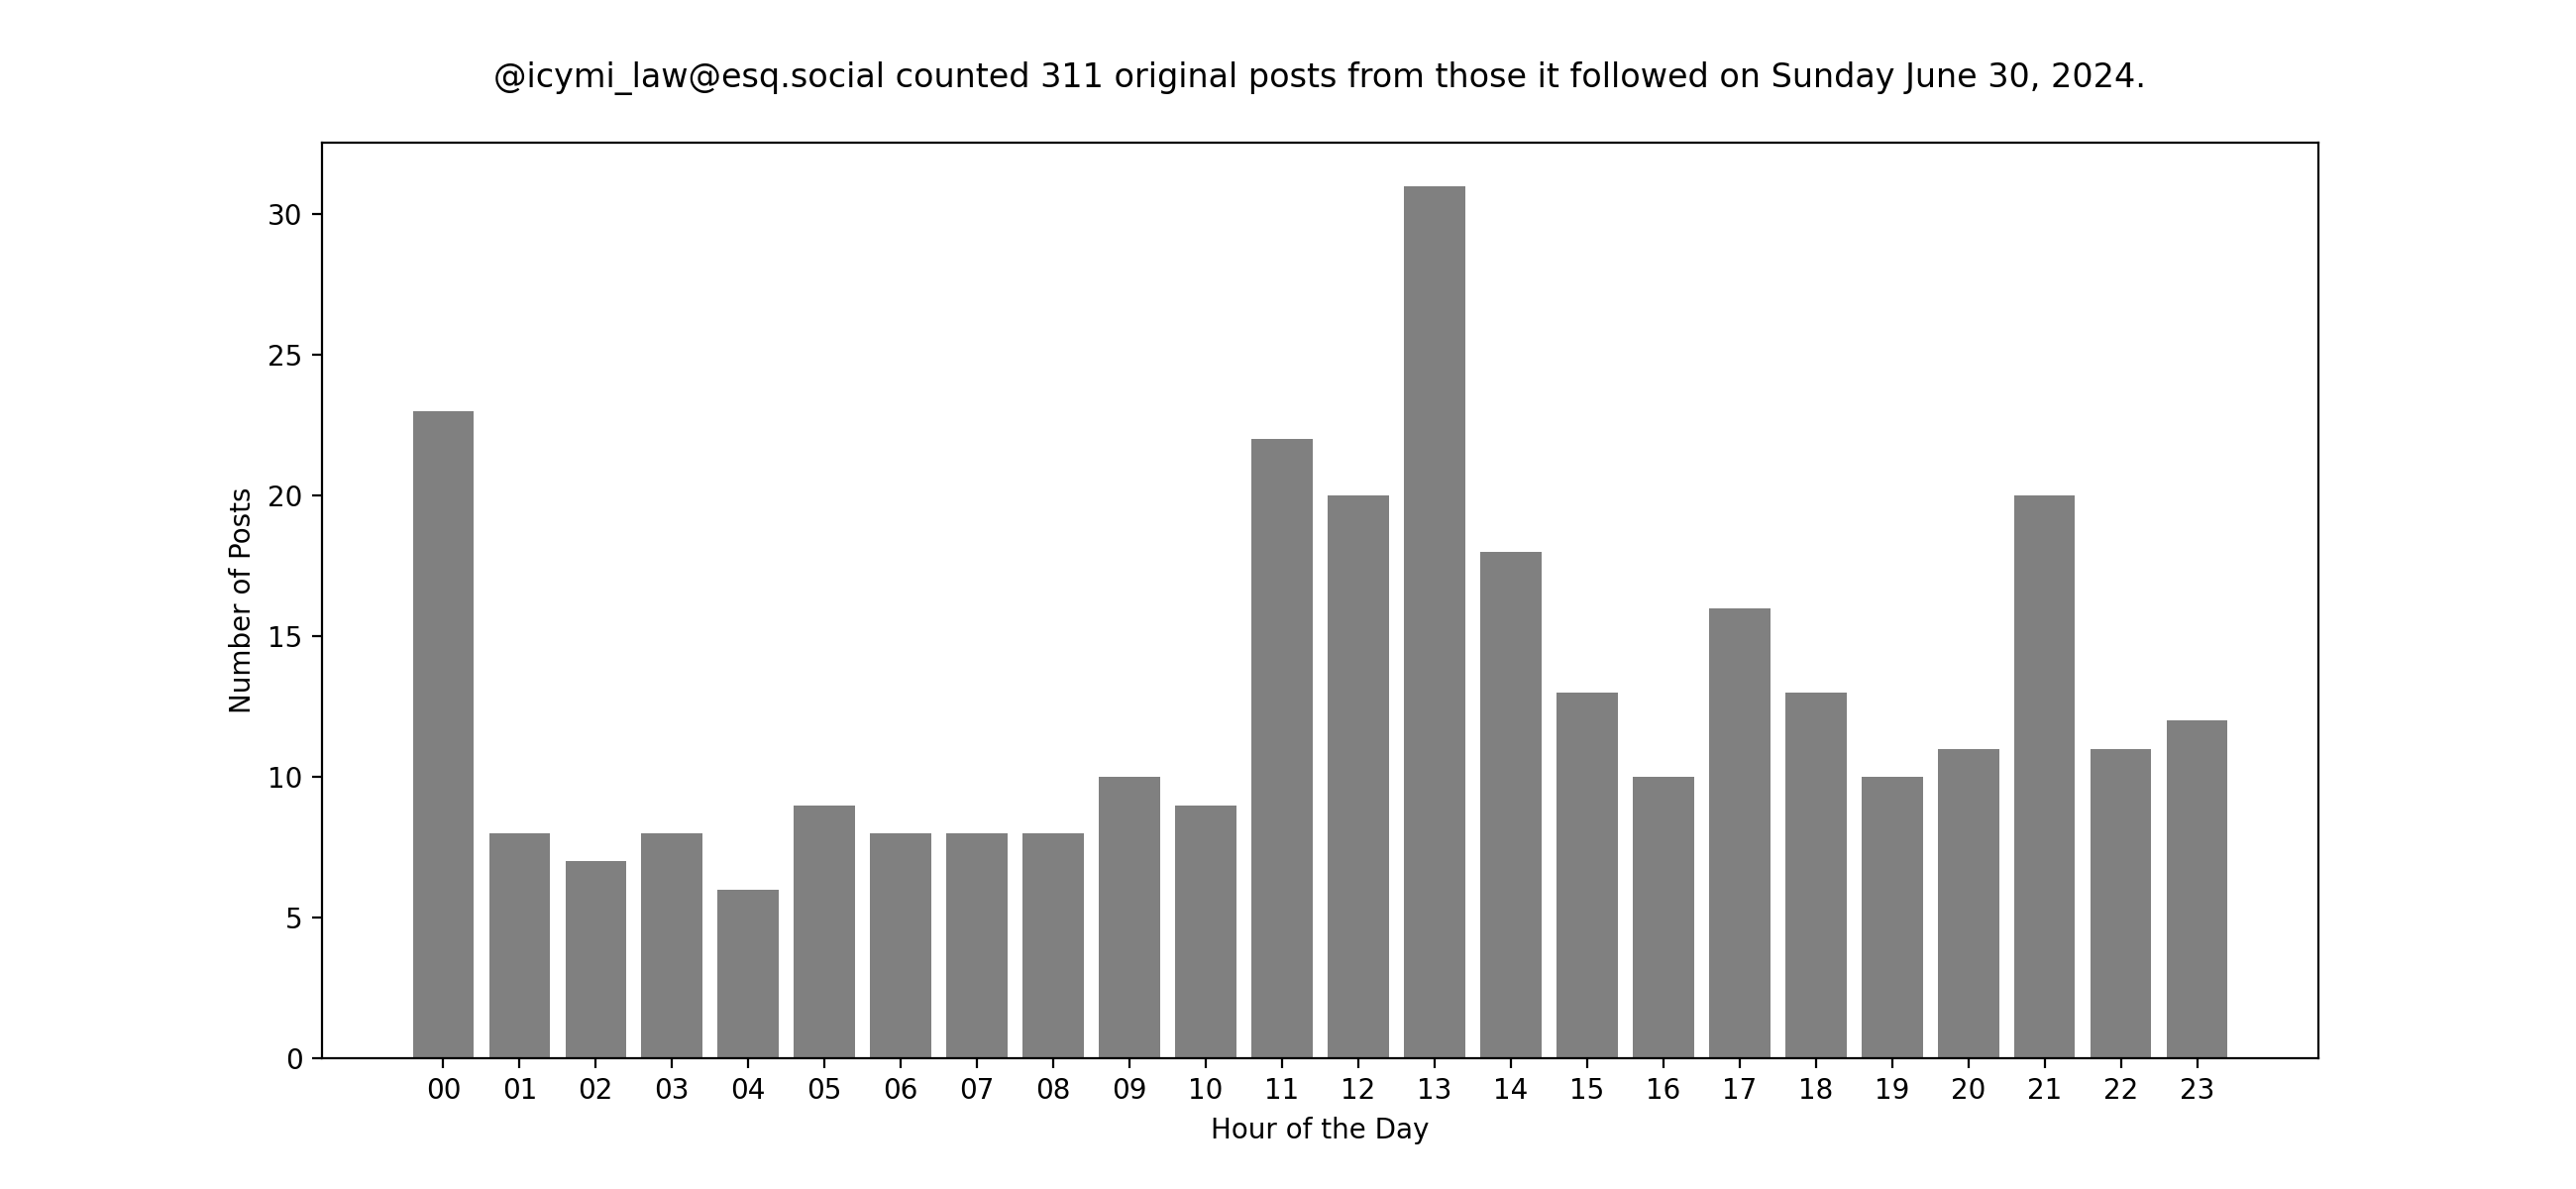 @icymi_law@esq.social counted 311 original posts from those it followed on Sunday June 30, 2024.
Number of Posts
30
25
20
15
10
5
0
00 01 02 03 04 05 06 07 08 09 10 11 12 13 14 15 16 17 18 19 20 21 22 23
Hour of the Day